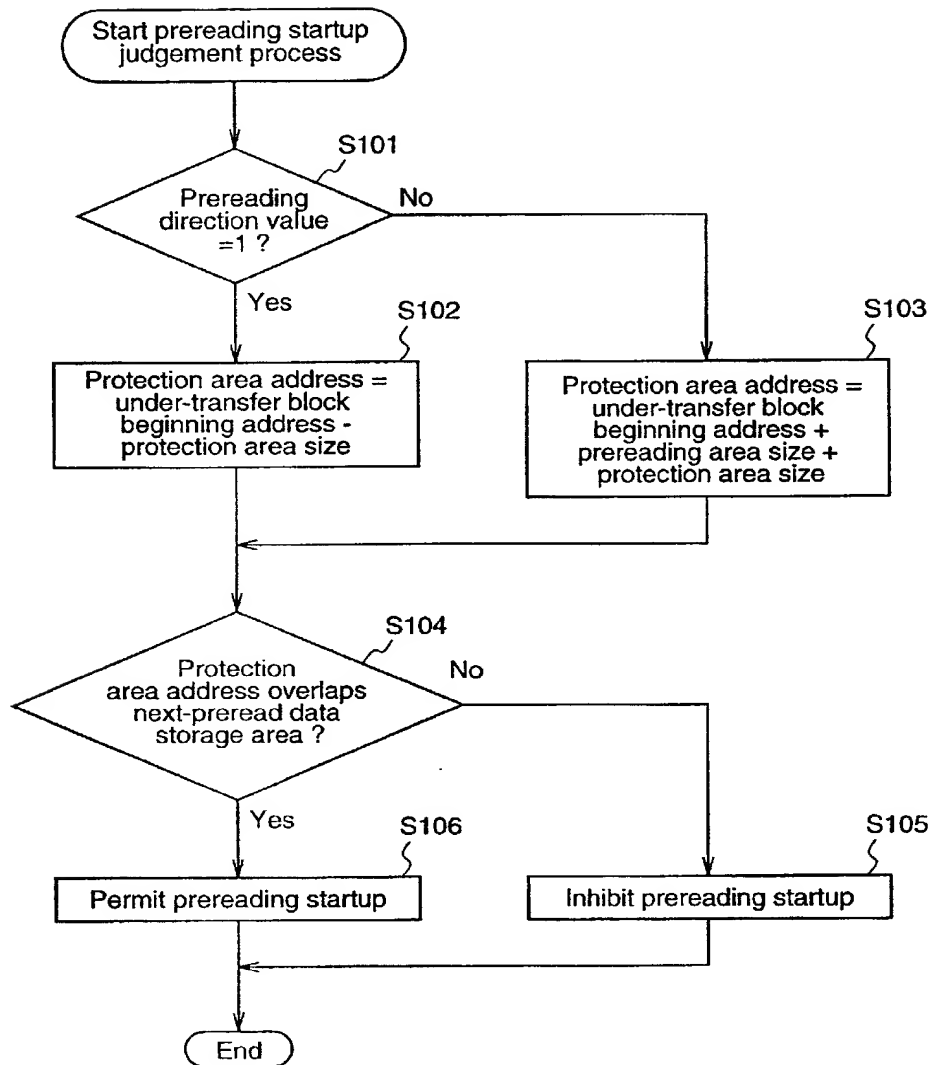 Start prereading startup
judgement process
S101
Prereading
direction value
=1 ?
No
Yes
S102
Protection area address =
under-transfer block
beginning address -
protection area size
S103
Protection area address =
under-transfer block
beginning address +
prereading area size +
protection area size
S104
Protection
area address overlaps
next-preread data
storage area ?
No
Yes
S106
Permit prereading startup
S105
Inhibit prereading startup
End